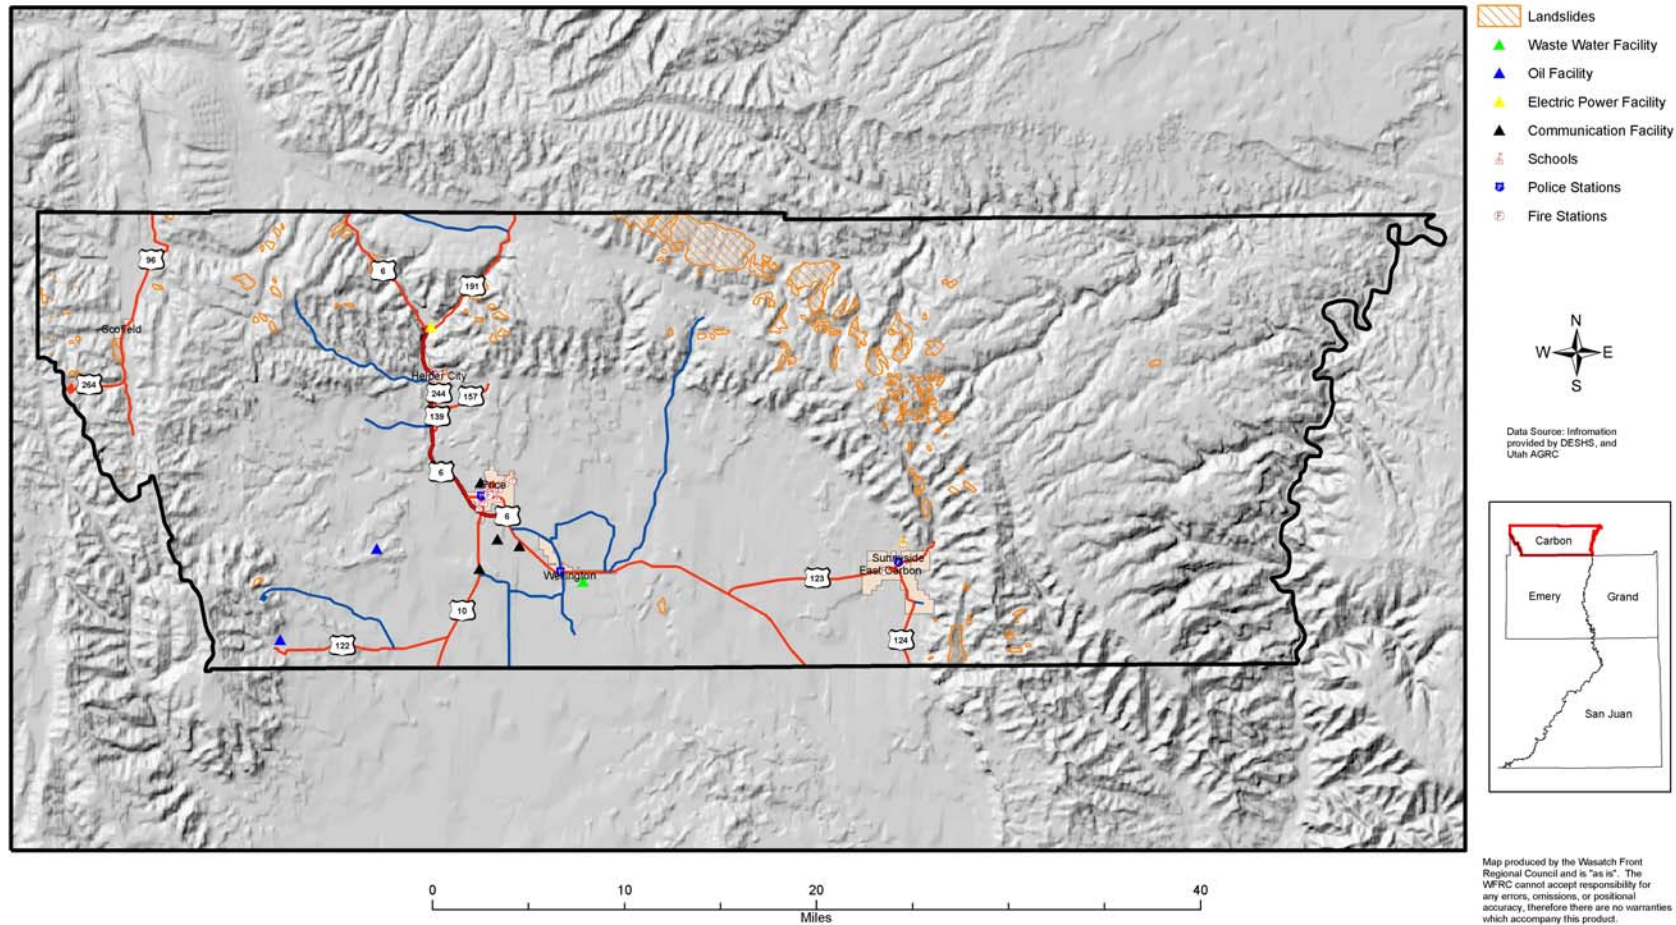 Landslides
Waste Water Facility
Oil Facility
Electric Power Facility
Communication Facility
Schools
Police Stations
Fire Stations
96
6
191
Scofield
264
Helper City
244
157
139
6
Price
6
Wellington
Sunnyside
East Carbon
123
10
122
124
N
W
E
S
Data Source: Infromation
provided by DESHS, and
Utah AGRC
Carbon
Emery
Grand
San Juan
0
10
20
40
Miles
Map produced by the Wasatch Front
Regional Council and is "as is". The
WFRC cannot accept responsibility for
any errors, omissions, or positional
accuracy, therefore there are no warranties
which accompany this product.